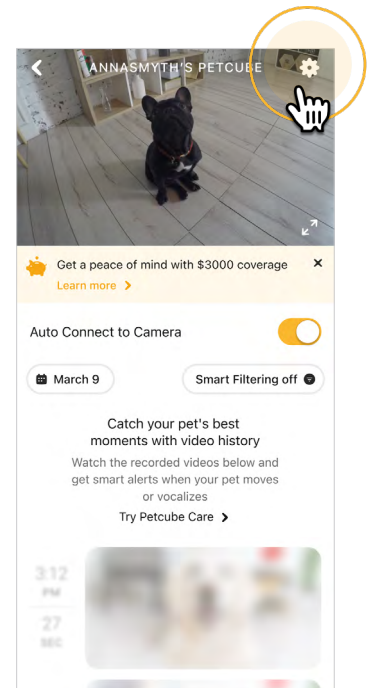 ANNASMYTH'S PETCUBE
Get a peace of mind with $3000 coverage
Learn more
Auto Connect to Camera
March 9
Smart Filtering off
Catch your pet's best
moments with video history
Watch the recorded videos below and
get smart alerts when your pet moves
or vocalizes
Try Petcube Care
3:12
PM
27
SEC